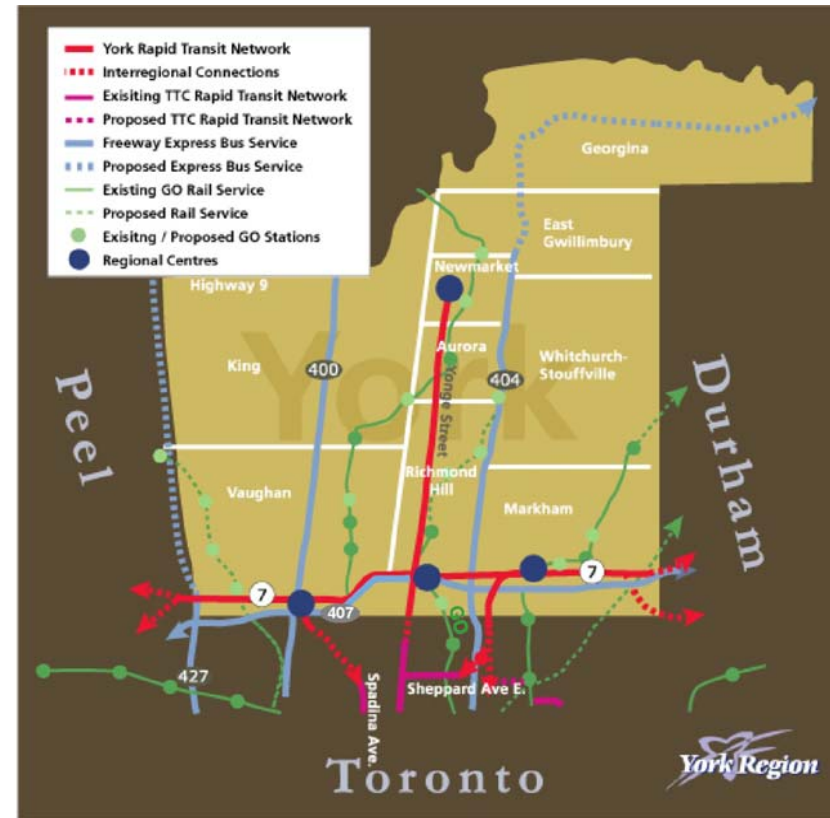 York Rapid Transit Network
Interregional Connections
Exisiting TTC Rapid Transit Network
Proposed TTC Rapid Transit Network
Freeway Express Bus Service
Proposed Express Bus Service
Existing GO Rail Service
Proposed Rail Service
Exisitng / Proposed GO Stations
Regional Centres
Georgina
East
Gwillimbury
Newmarket
Highway 9
Aurora
King
400
404
Whitchurch-
Stouffville
York
Yonge Street
Peel
Durham
Vaughan
Richmond
Hill
Markham
7
7
407
GO
427
Spadina Ave.
Sheppard Ave E.
Toronto
York Region